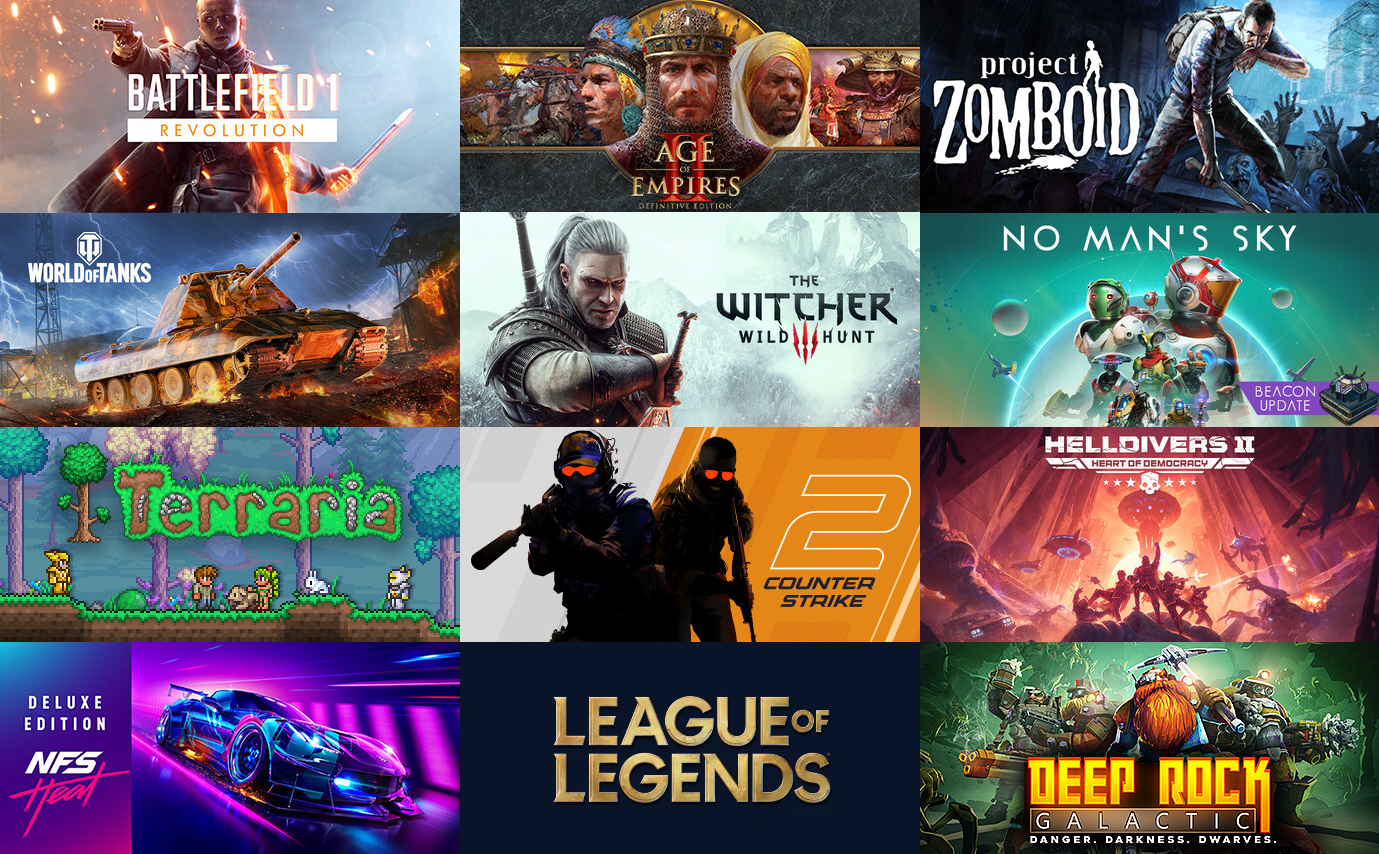 BATTLEFIELD 1
REVOLUTION
AGE
OF
II
EMPIRES
DEFINITIVE EDITION
project
ZOMBOID
WORLD OF TANKS
THE
WITCHER
WILD III HUNT
NO MAN'S SKY
BEACON
UPDATE
Terraria
2
COUNTER
STRIKE
HELLDIVERS II
HEART OF DEMOCRACY
DELUXE
EDITION
NFS
Heat
LEAGUE OF
LEGENDS
DEEP ROCK
GALACTIC
DANGER. DARKNESS. DWARVES.